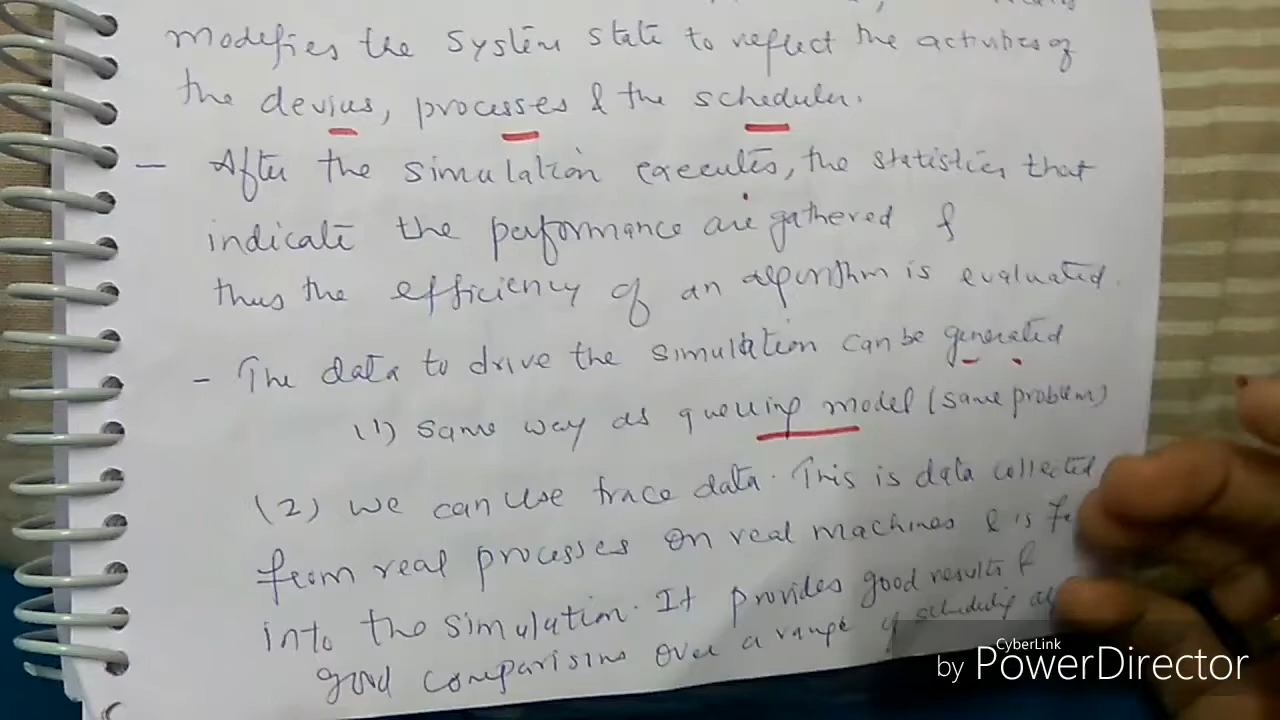 modifies the system state to reflect the activities of
the devices, processes & the scheduler.
- After the simulation executes, the statistics that
indicate the performance are gathered &
thus the efficiency of an algorithm is evaluated.
- The data to drive the simulation can be generated
(1) same way as queuing model (same problem)
(2) we can use trace data. This is data collected
from real processes on real machines & is
into the simulation. It provides good results &
good comparisins over a range of scheduling
CyberLink
by PowerDirector